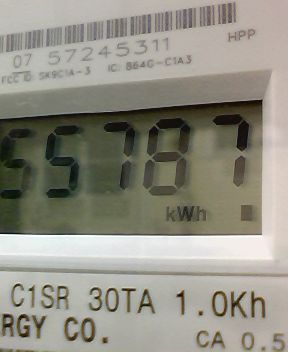 07 57245311 HPP
FCC ID: SK9C1A-3 IC: 864G-C1A3
55787
kWh
C1SR 30TA 1.0Kh
RGY CO. CA 0.5